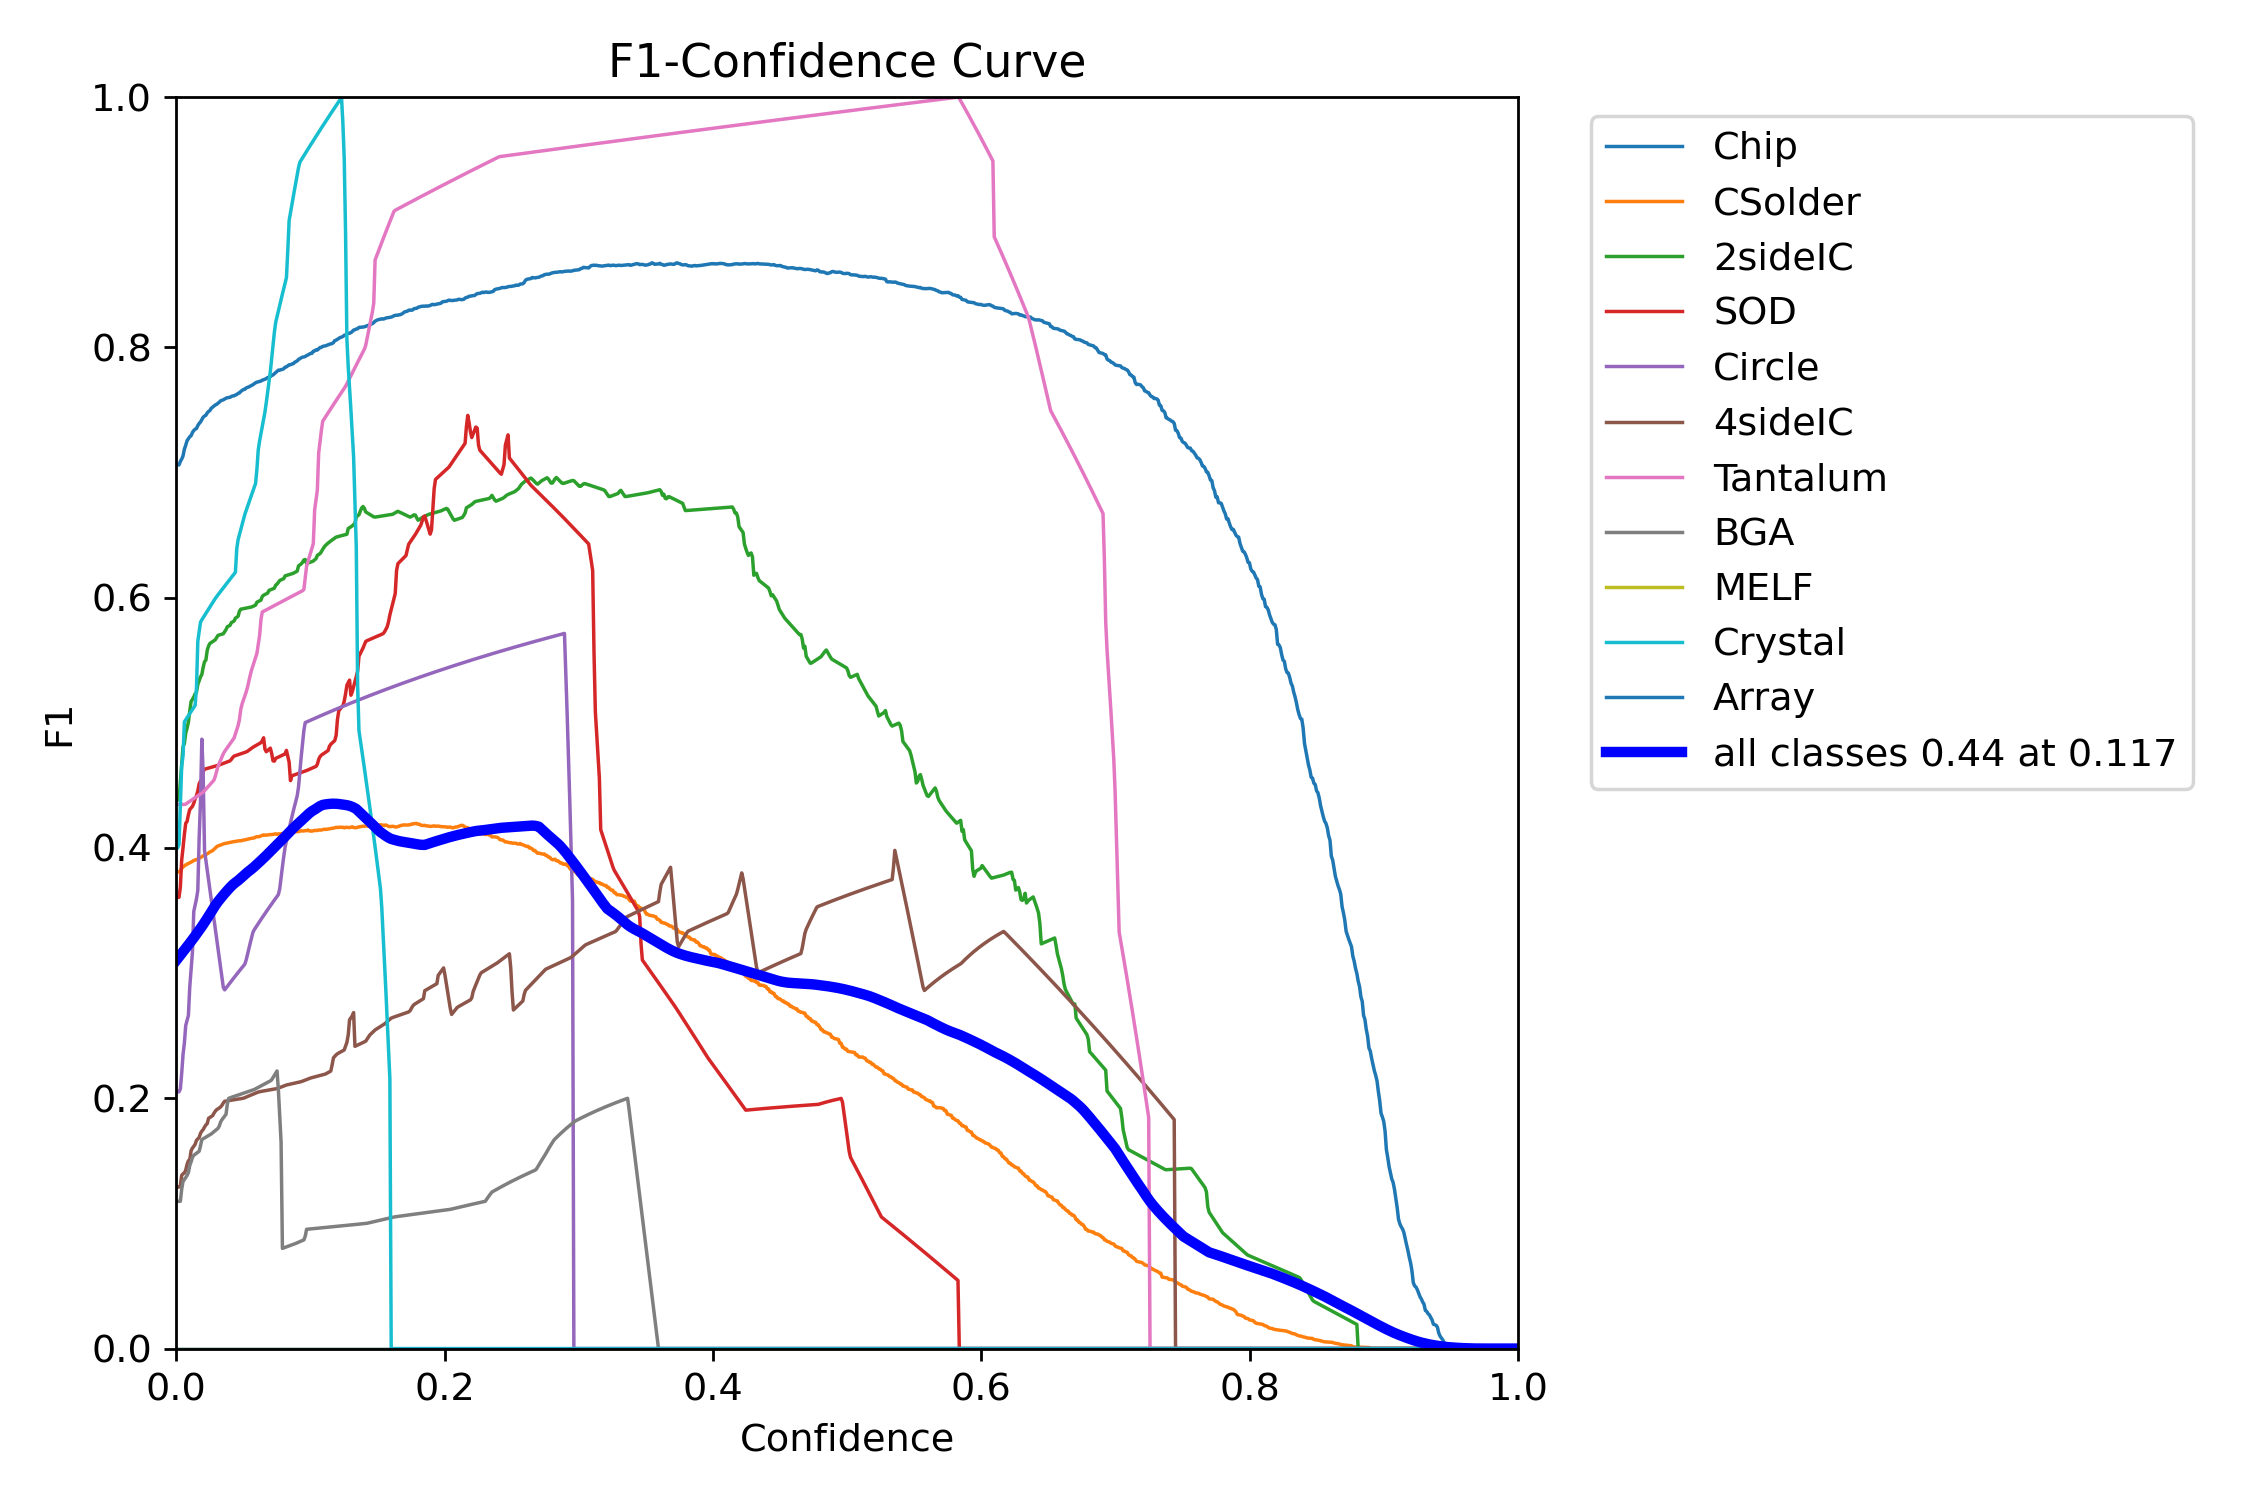 F1-Confidence Curve
1.0
0.8
0.6
0.4
0.2
0.0
F1
0.0 0.2 0.4 0.6 0.8 1.0
Confidence
Chip
CSolder
2sideIC
SOD
Circle
4sideIC
Tantalum
BGA
MELF
Crystal
Array
all classes 0.44 at 0.117